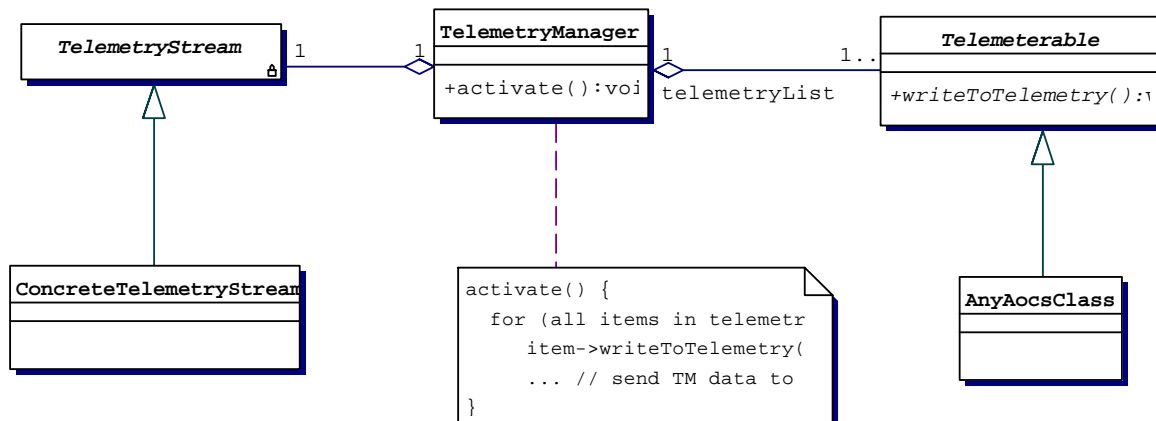 TelemetryStream
1
1
TelemetryManager
+activate():voi
1
1..
telemetryList
Telemeterable
+writeToTelemetry():v
ConcreteTelemetryStream
activate() {
for (all items in telemetr
item->writeToTelemetry(
... // send TM data to
}
AnyAocsClass